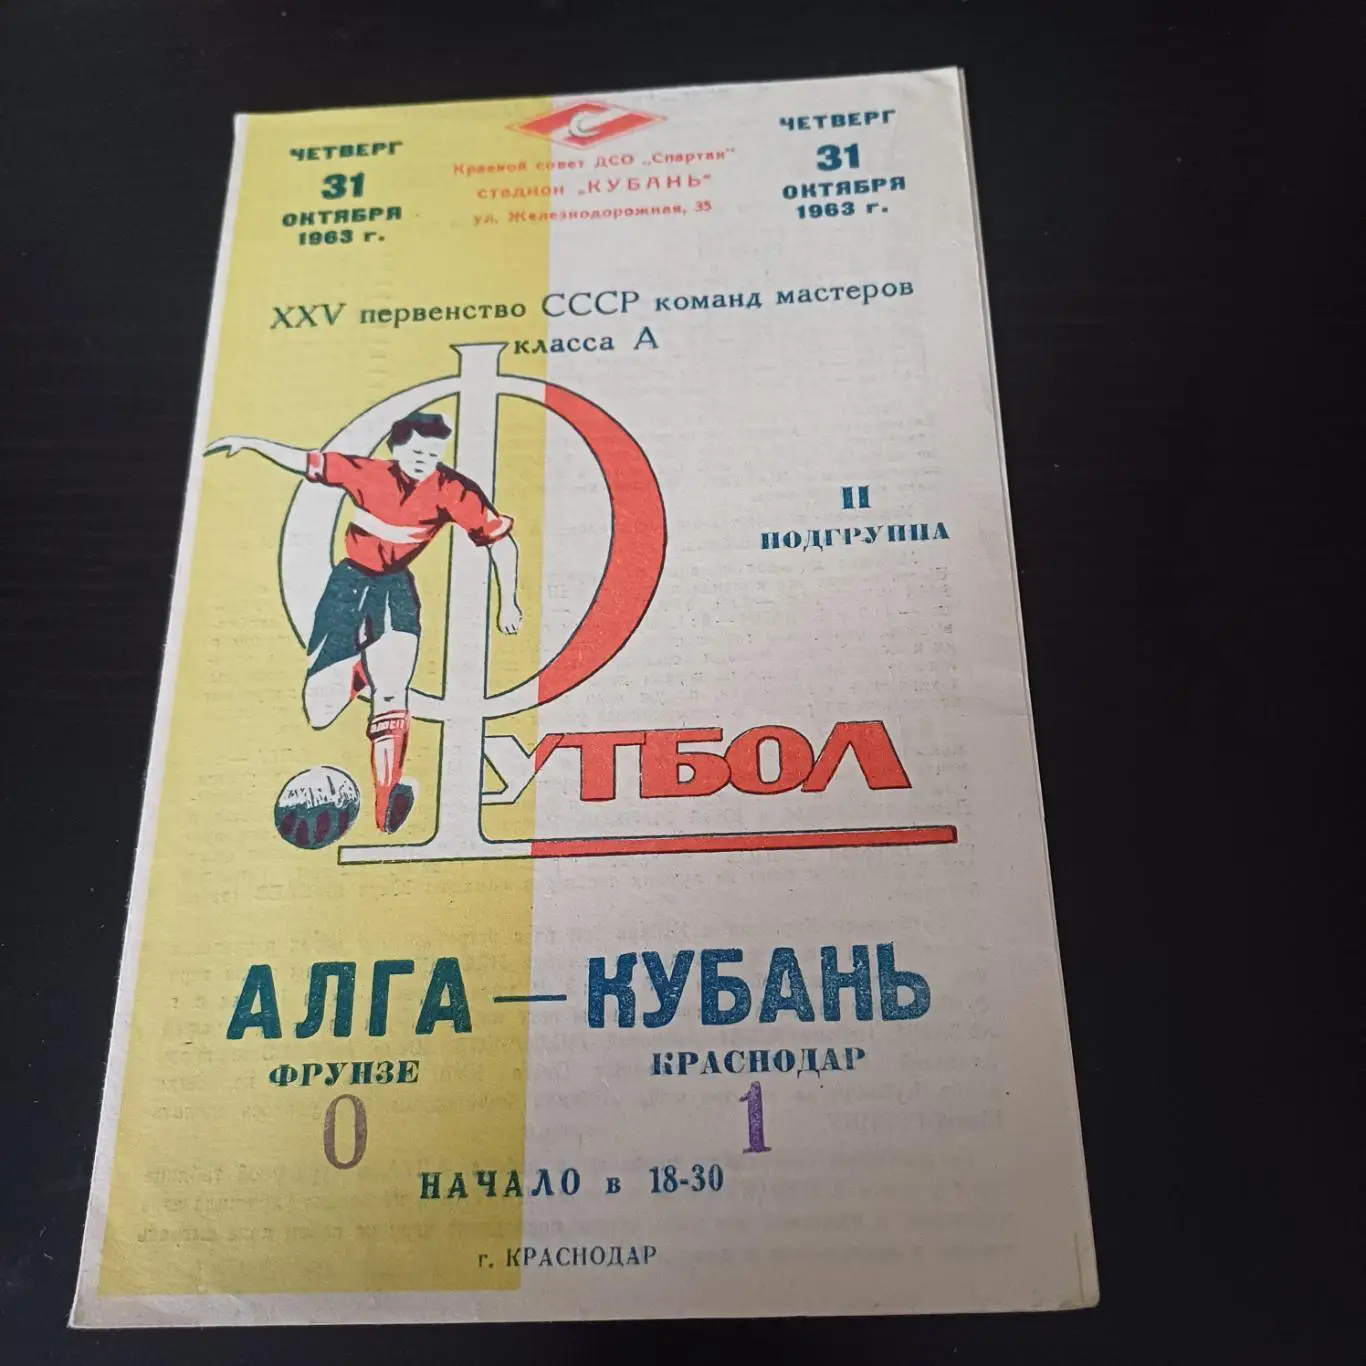 ЧЕТВЕРГ
31
ОКТЯБРЯ
1963 г.
Краевой совет ДСО „Спартак"
стадион „КУБАНЬ"
ул. Железнодорожная, 35
ЧЕТВЕРГ
31
ОКТЯБРЯ
1963 г.
XXV первенство СССР команд мастеров
класса А
II
ПОДГРУППА
ФУТБОЛ
АЛГА — КУБАНЬ
ФРУНЗЕ КРАСНОДАР
0 1
НАЧАЛО в 18-30
г. КРАСНОДАР